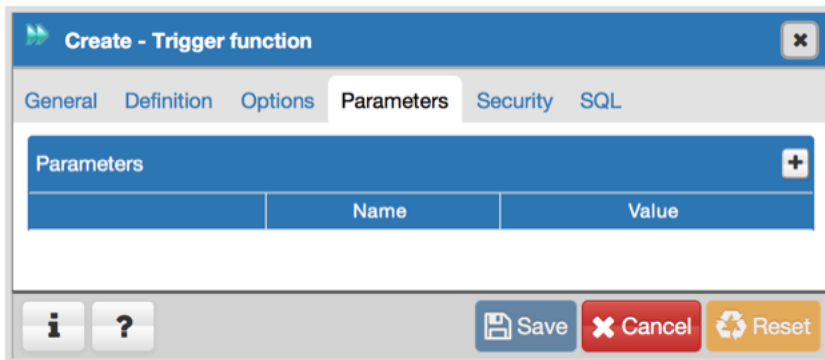 Create - Trigger function
General Definition Options Parameters Security SQL
Parameters
Name Value
i ? Save Cancel Reset